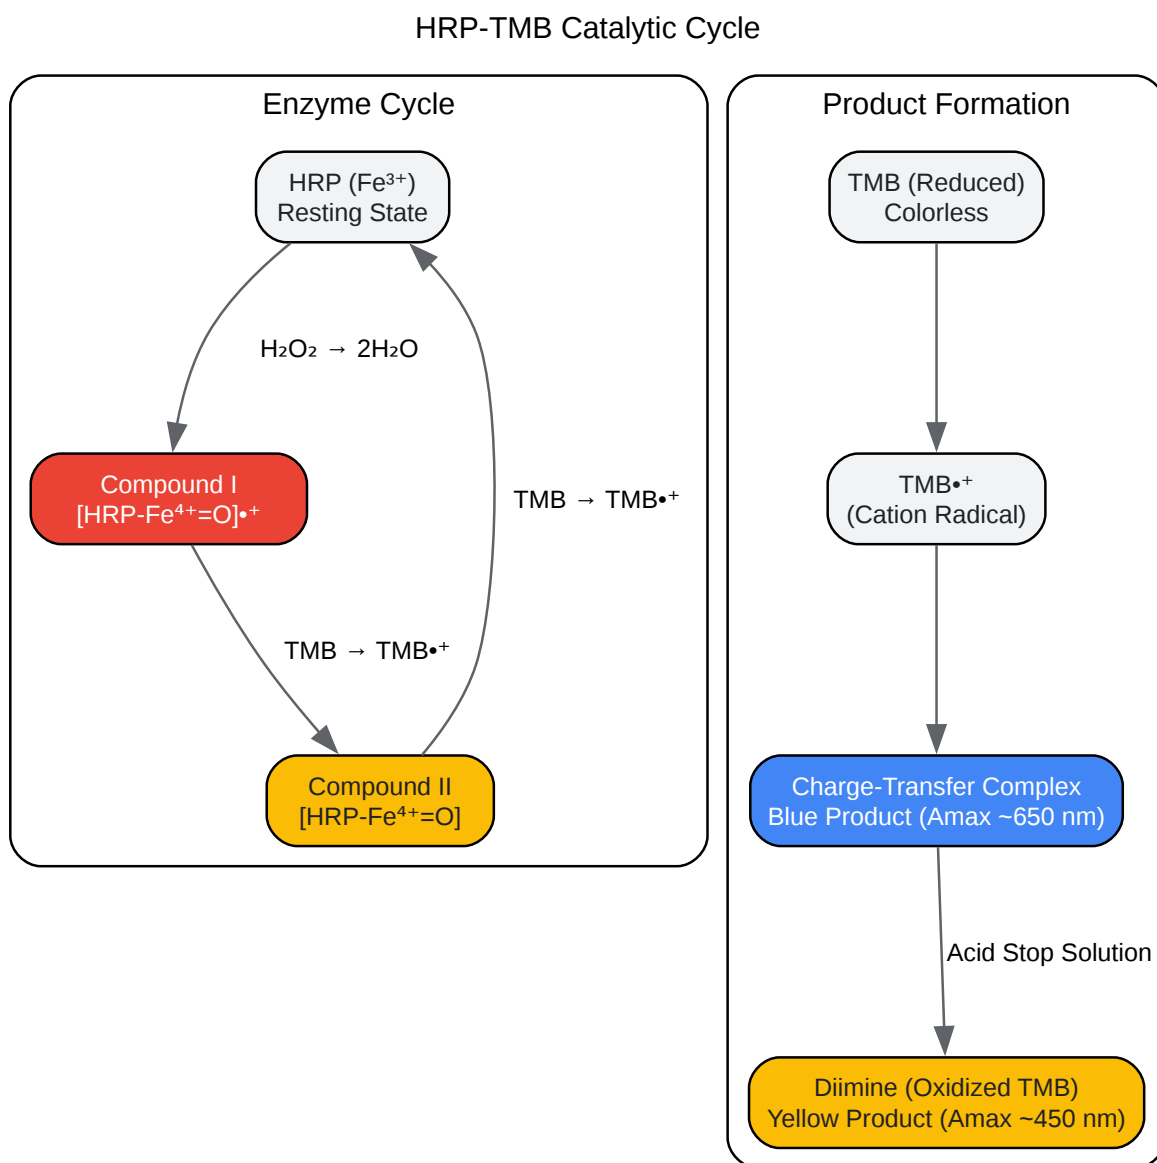 HRP-TMB Catalytic Cycle
Enzyme Cycle
HRP (Fe³⁺)
Resting State
H₂O₂ → 2H₂O
Compound I
[HRP-Fe⁴⁺=O]•⁺
TMB → TMB•⁺
TMB → TMB•⁺
Compound II
[HRP-Fe⁴⁺=O]
Product Formation
TMB (Reduced)
Colorless
TMB•⁺
(Cation Radical)
Charge-Transfer Complex
Blue Product (Amax ~650 nm)
Acid Stop Solution
Diimine (Oxidized TMB)
Yellow Product (Amax ~450 nm)